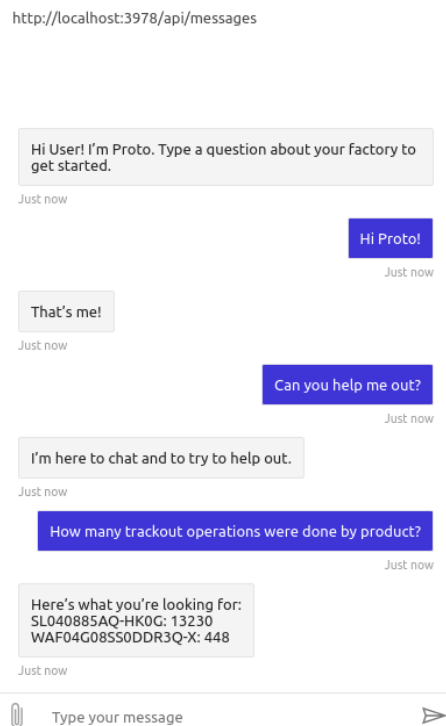 http://localhost:3978/api/messages
Hi User! I’m Proto. Type a question about your factory to
get started.
Just now
Hi Proto!
Just now
That’s me!
Just now
Can you help me out?
Just now
I’m here to chat and to try to help out.
Just now
How many trackout operations were done by product?
Just now
Here’s what you’re looking for:
SL040885AQ-HK0G: 13230
WAF04G08SS0DDR3Q-X: 448
Just now
Type your message